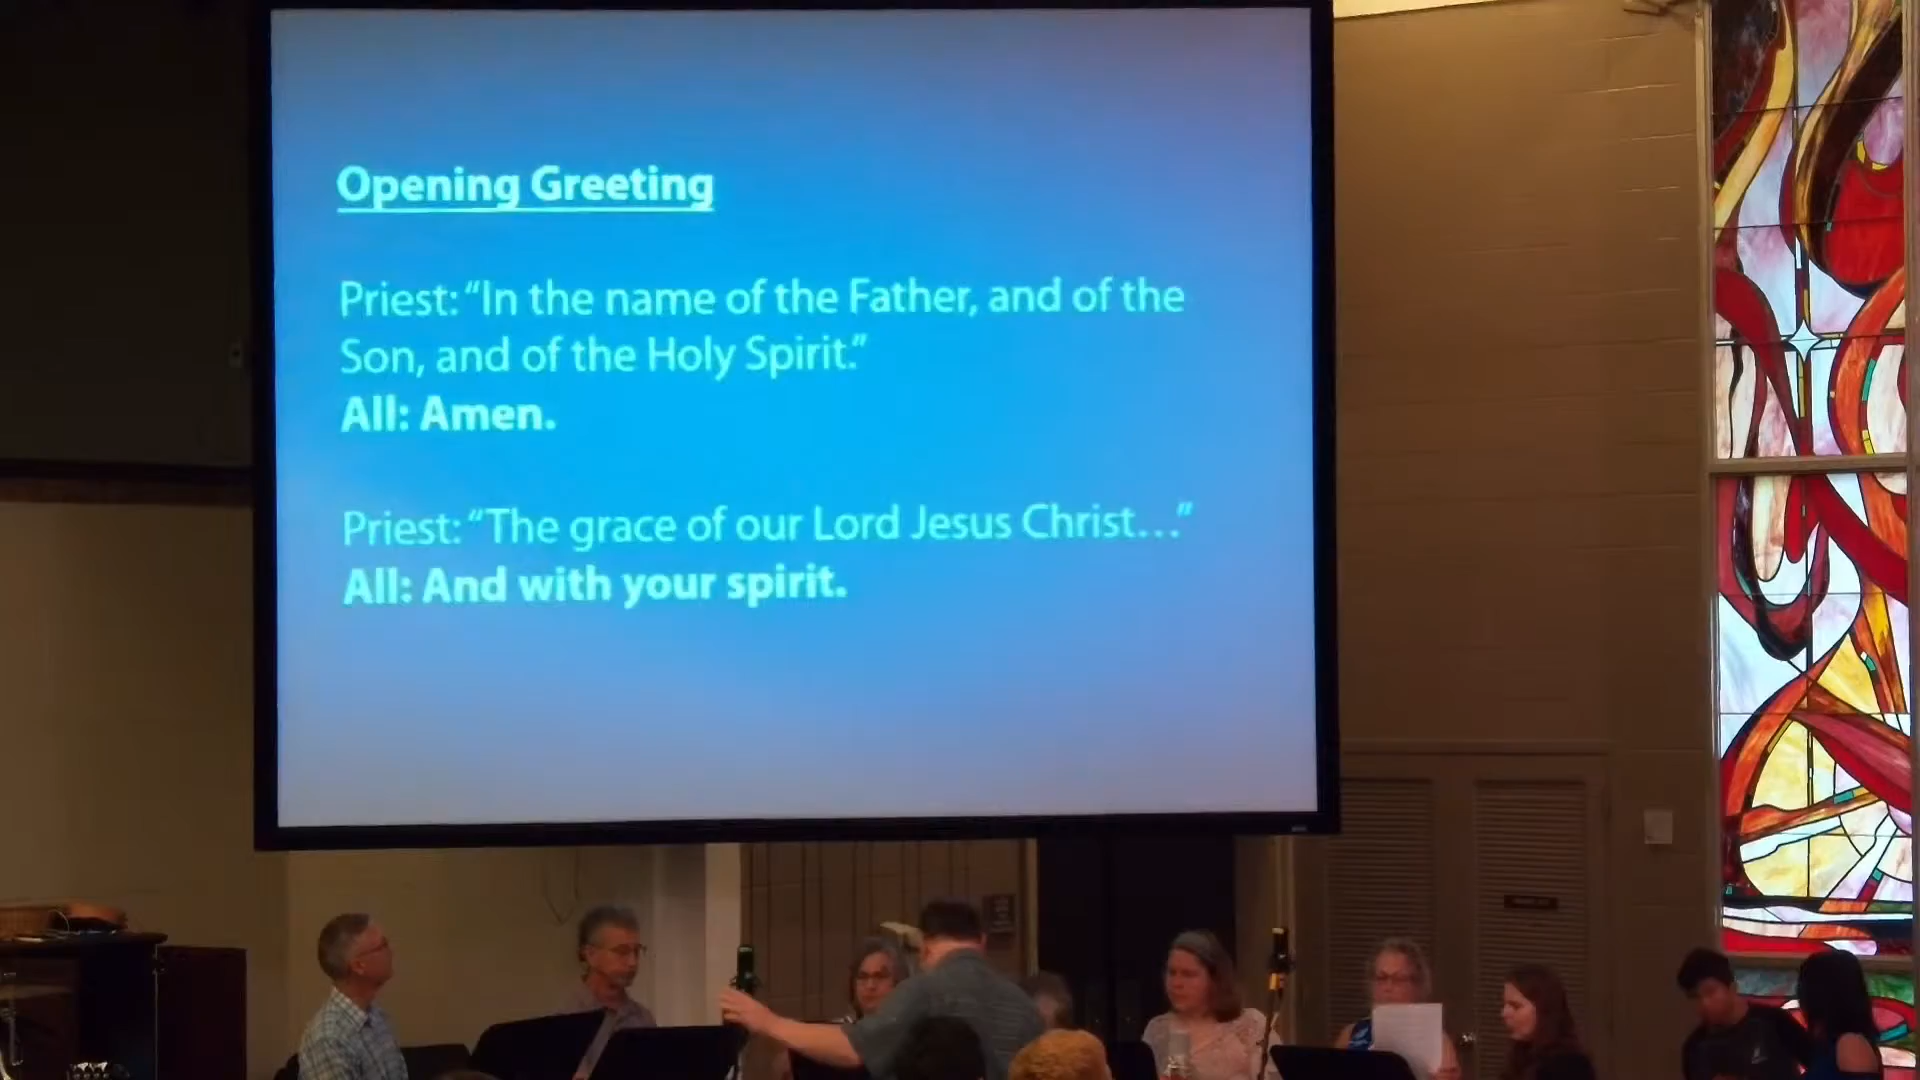 Opening Greeting
Priest: “In the name of the Father, and of the
Son, and of the Holy Spirit.”
All: Amen.
Priest: “The grace of our Lord Jesus Christ…”
All: And with your spirit.